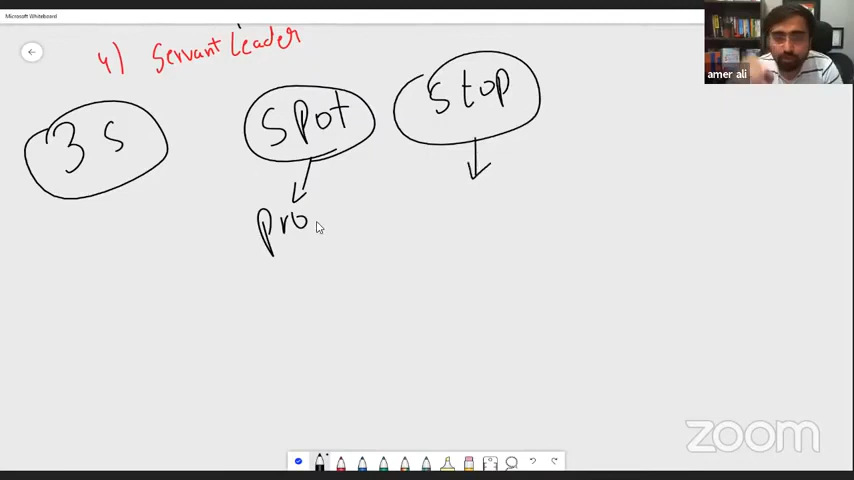 Microsoft Whiteboard
4) Servant Leader
3 s
spot
stop
pro
amer ali
zoom